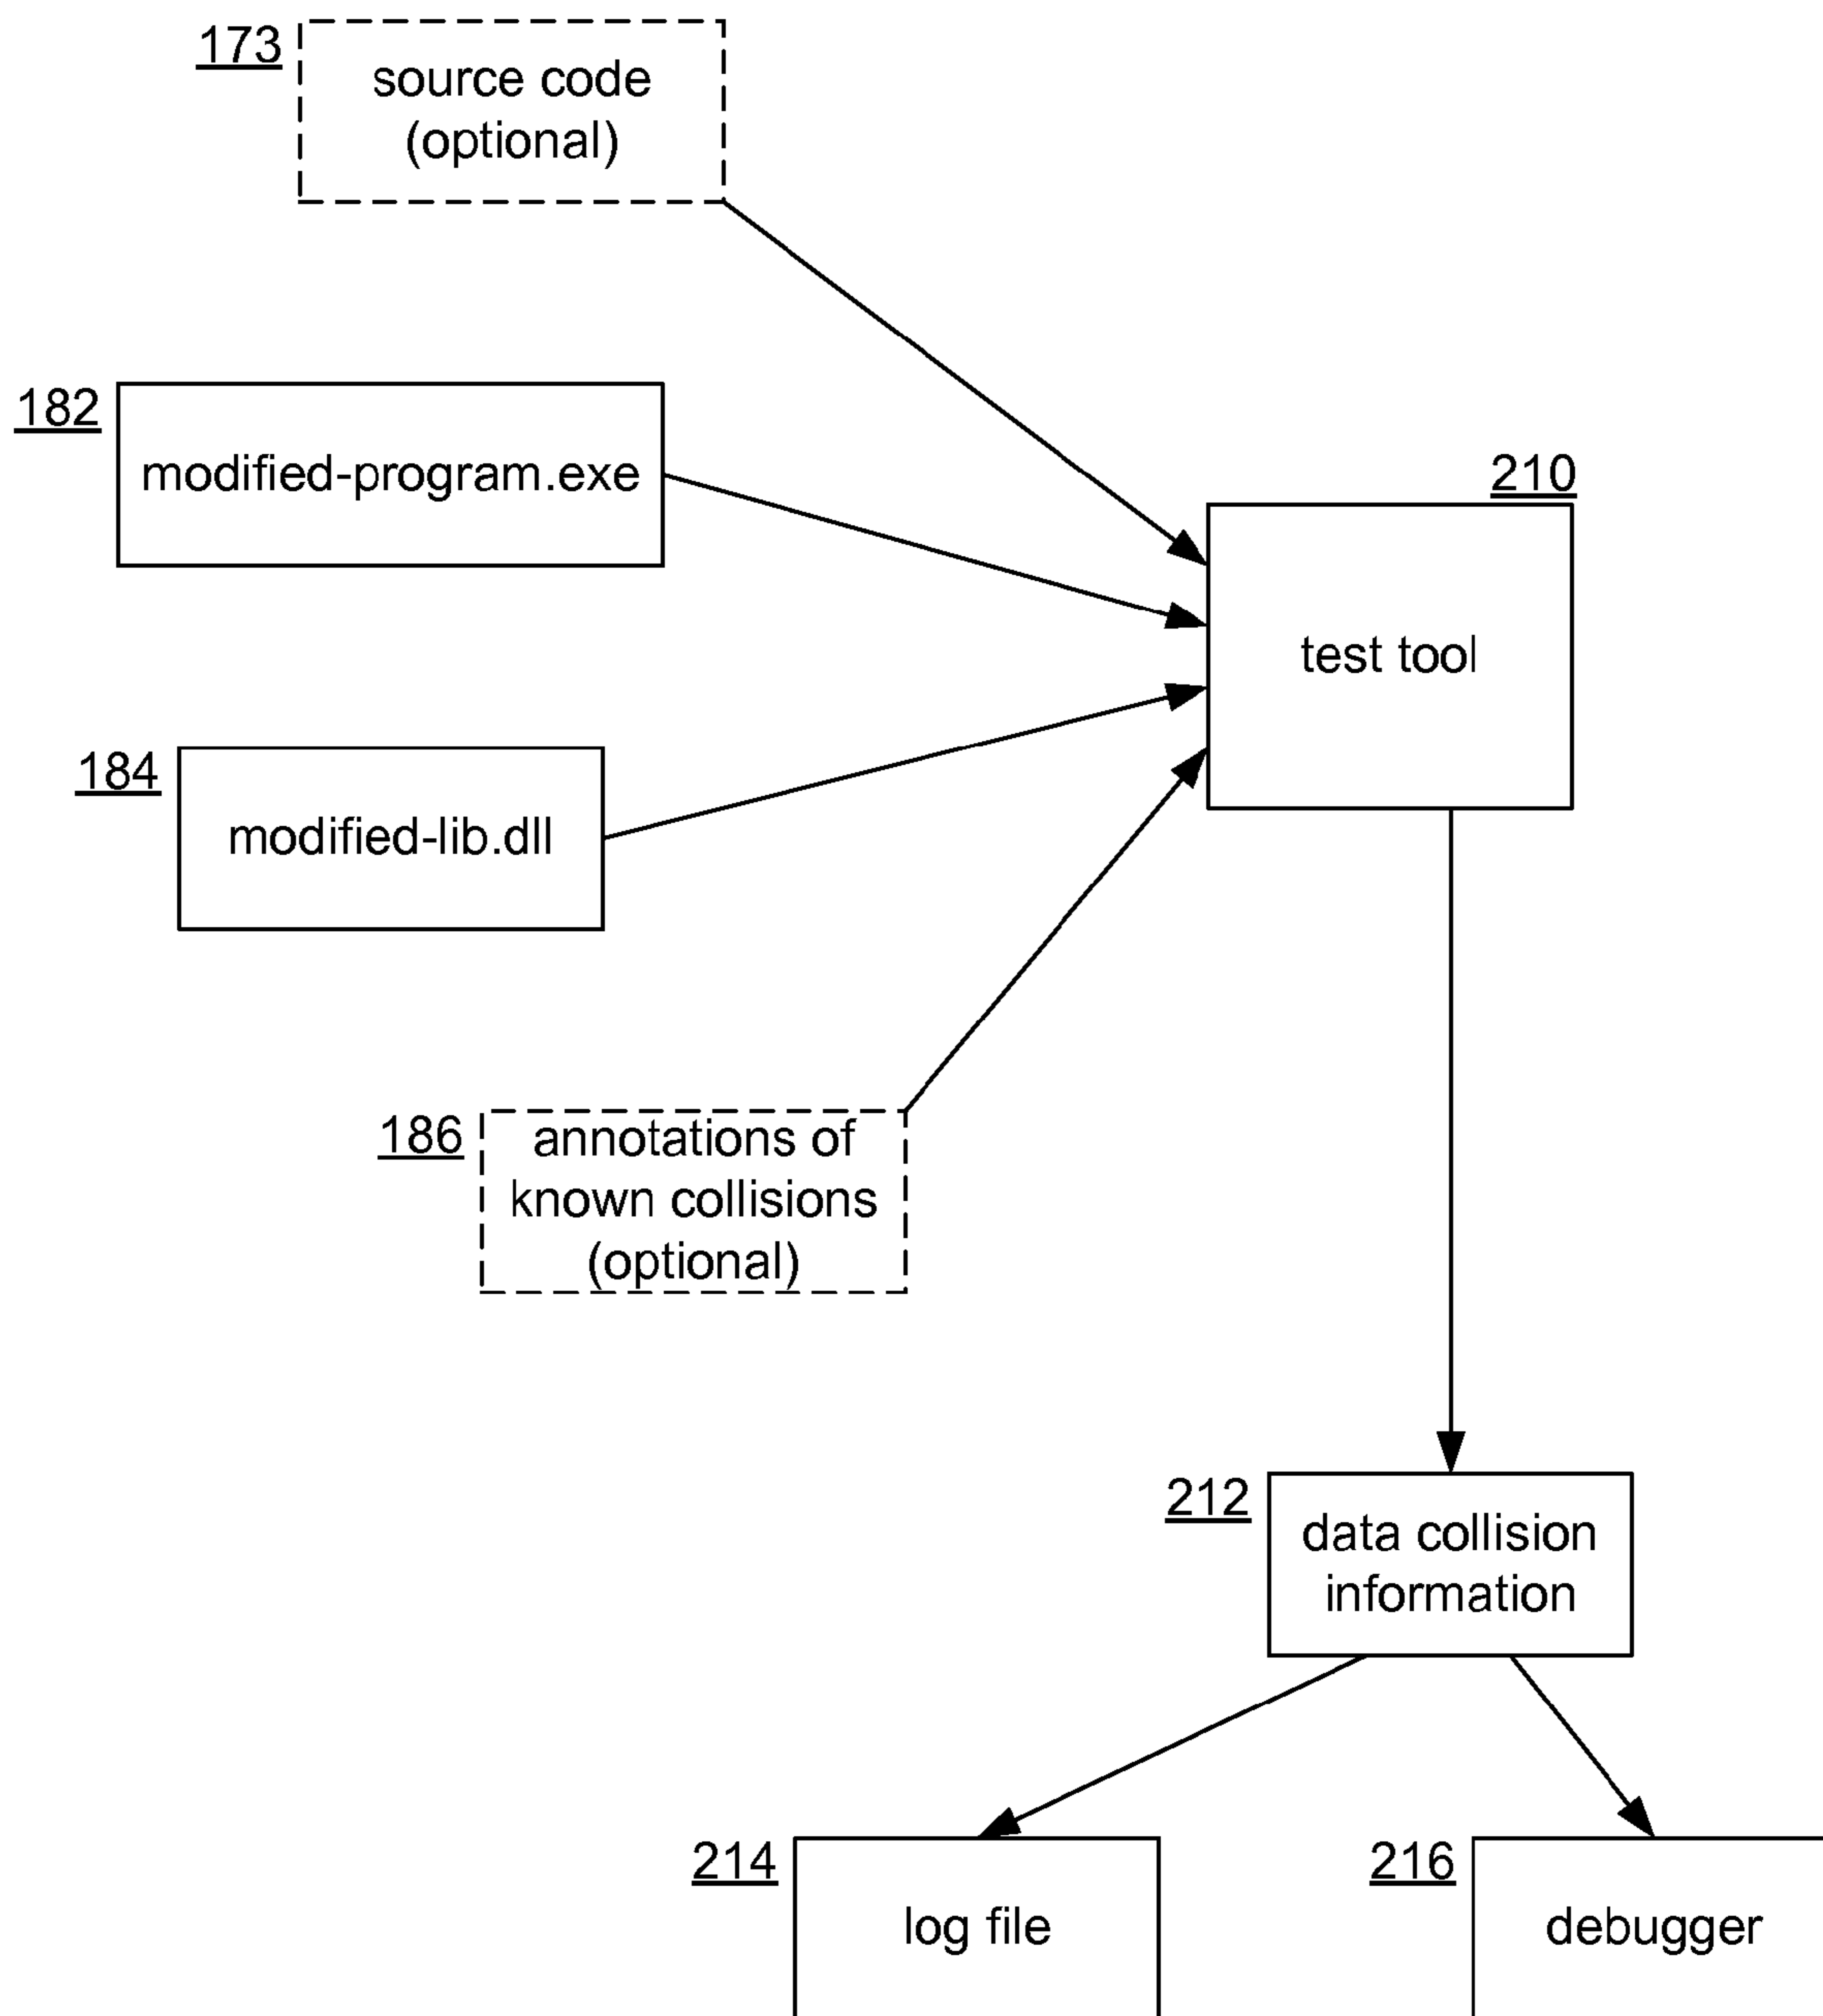 173
source code
(optional)
182
modified-program.exe
210
test tool
184
modified-lib.dll
186
annotations of
known collisions
(optional)
212
data collision
information
214
log file
216
debugger